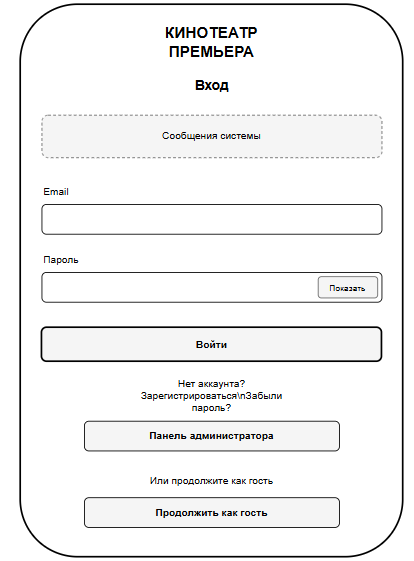 КИНОТЕАТР
ПРЕМЬЕРА
Вход
Сообщения системы
Email
Пароль
Показать
Войти
Нет аккаунта?
Зарегистрироваться\nЗабыли
пароль?
Панель администратора
Или продолжите как гость
Продолжить как гость